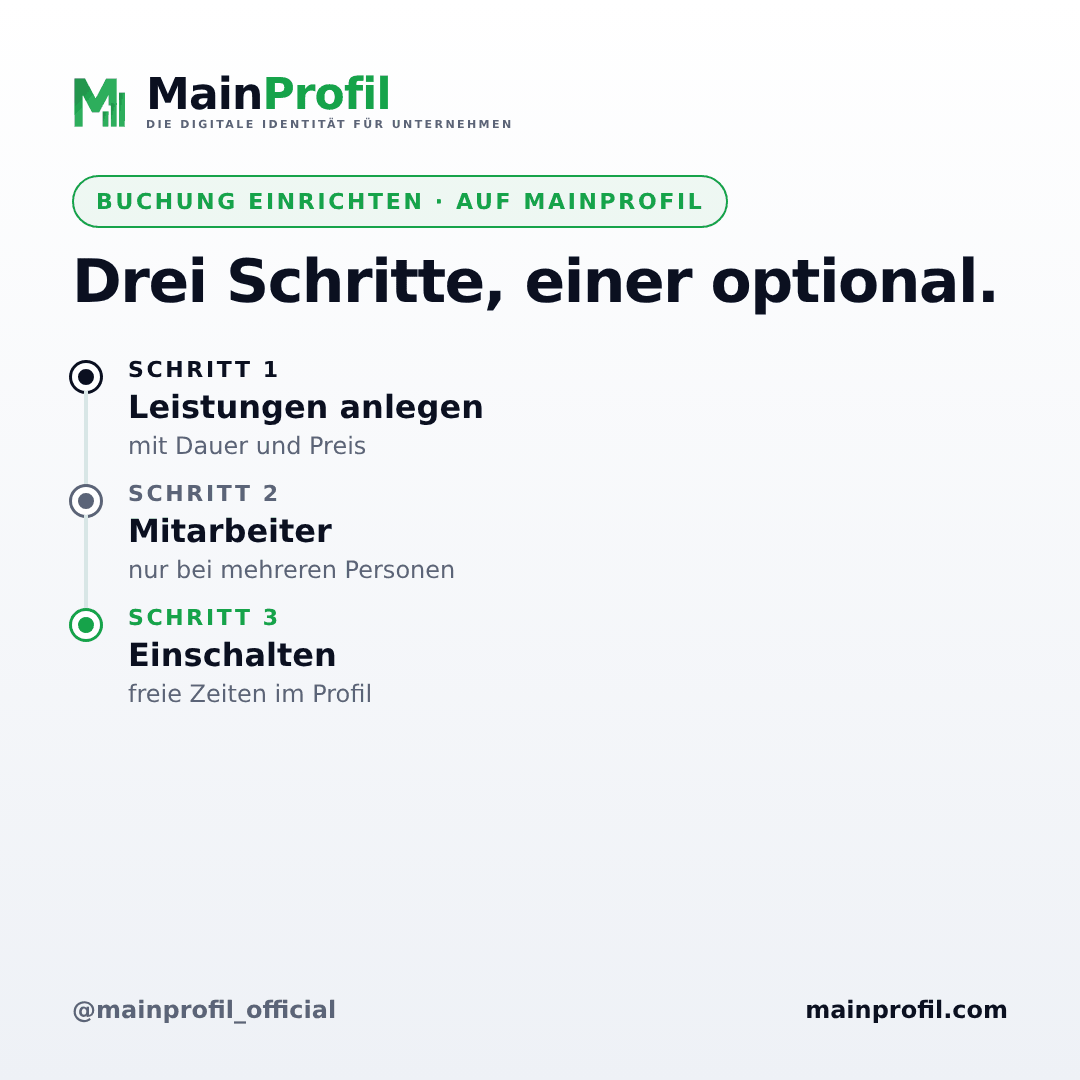 MainProfil
DIE DIGITALE IDENTITÄT FÜR UNTERNEHMEN
BUCHUNG EINRICHTEN · AUF MAINPROFIL
Drei Schritte, einer optional.
SCHRITT 1
Leistungen anlegen
mit Dauer und Preis
SCHRITT 2
Mitarbeiter
nur bei mehreren Personen
SCHRITT 3
Einschalten
freie Zeiten im Profil
@mainprofil_official
mainprofil.com